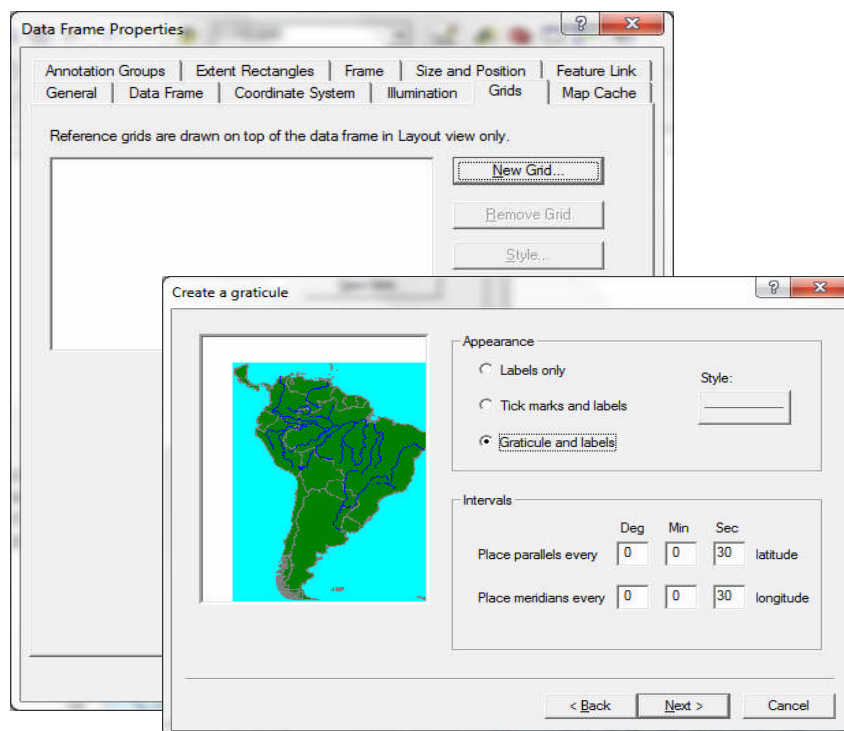 Data Frame Properties
Annotation Groups Extent Rectangles Frame Size and Position Feature Link
General Data Frame Coordinate System Illumination Grids Map Cache
Reference grids are drawn on top of the data frame in Layout view only.
New Grid...
Remove Grid
Style...
Create a graticule
Appearance
Labels only
Tick marks and labels
Graticule and labels
Style:
Intervals
Deg Min Sec
Place parallels every 0 0 30 latitude
Place meridians every 0 0 30 longitude
< Back Next > Cancel